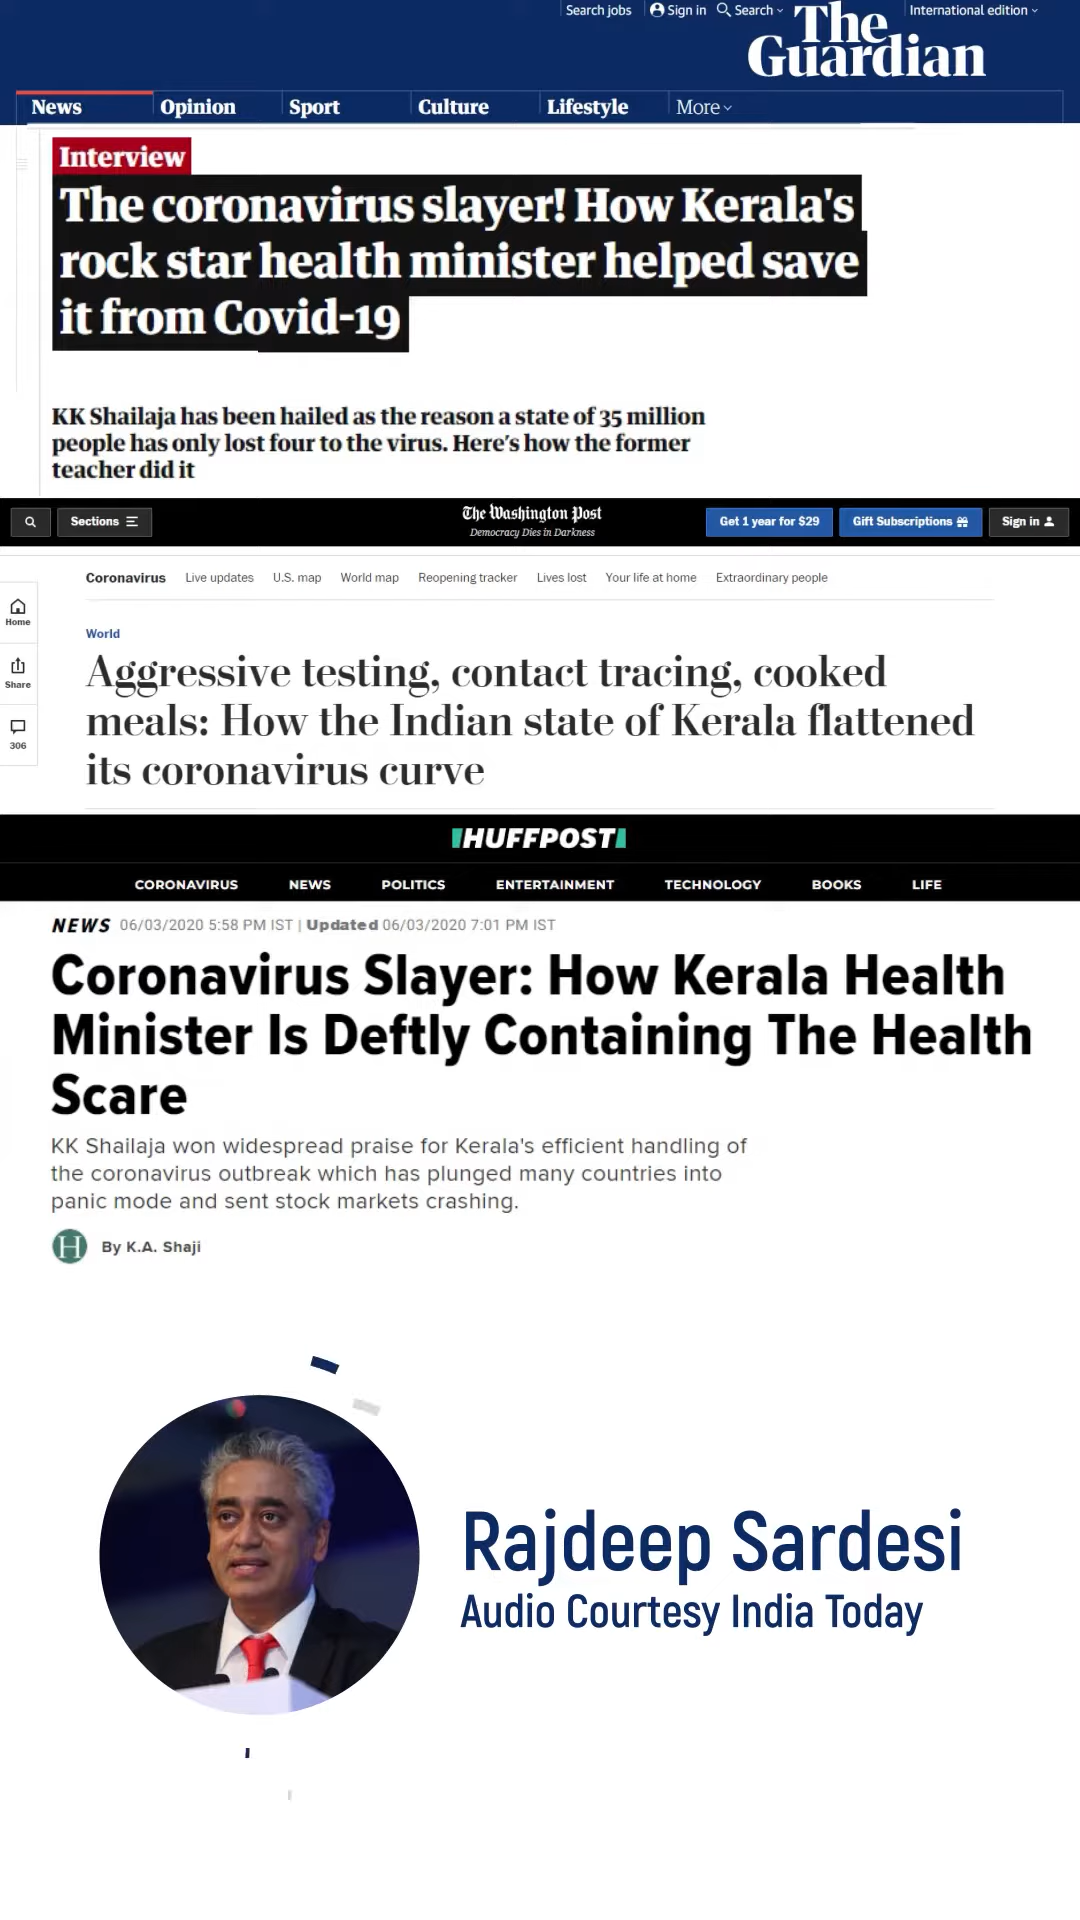 Search jobs Sign in Search International edition
The
Guardian
News Opinion Sport Culture Lifestyle More
Interview
The coronavirus slayer! How Kerala's
rock star health minister helped save
it from Covid-19
KK Shailaja has been hailed as the reason a state of 35 million
people has only lost four to the virus. Here's how the former
teacher did it
Sections The Washington Post Get 1 year for $29 Gift Subscriptions Sign in
Democracy Dies in Darkness
Coronavirus Live updates U.S. map World map Reopening tracker Lives lost Your life at home Extraordinary people
Home
Share
306
World
Aggressive testing, contact tracing, cooked
meals: How the Indian state of Kerala flattened
its coronavirus curve
HUFFPOST
CORONAVIRUS NEWS POLITICS ENTERTAINMENT TECHNOLOGY BOOKS LIFE
NEWS 06/03/2020 5:58 PM IST | Updated 06/03/2020 7:01 PM IST
Coronavirus Slayer: How Kerala Health
Minister Is Deftly Containing The Health
Scare
KK Shailaja won widespread praise for Kerala's efficient handling of
the coronavirus outbreak which has plunged many countries into
panic mode and sent stock markets crashing.
H By K.A. Shaji
Rajdeep Sardesi
Audio Courtesy India Today